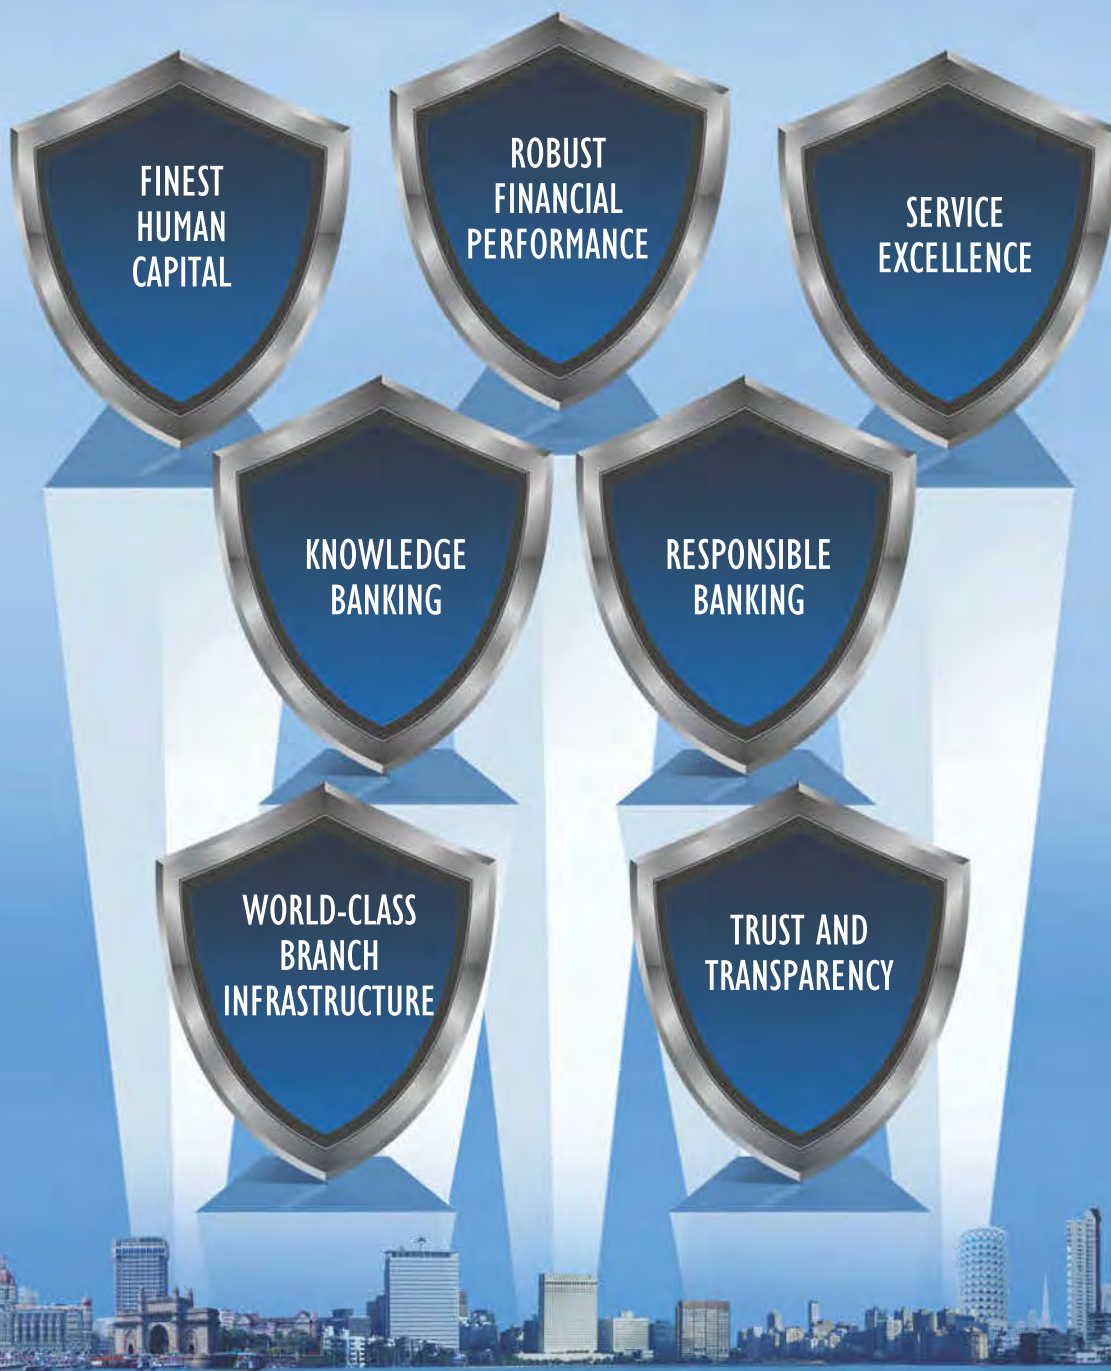 FINEST
HUMAN
CAPITAL
ROBUST
FINANCIAL
PERFORMANCE
SERVICE
EXCELLENCE
KNOWLEDGE
BANKING
RESPONSIBLE
BANKING
WORLD-CLASS
BRANCH
INFRASTRUCTURE
TRUST AND
TRANSPARENCY